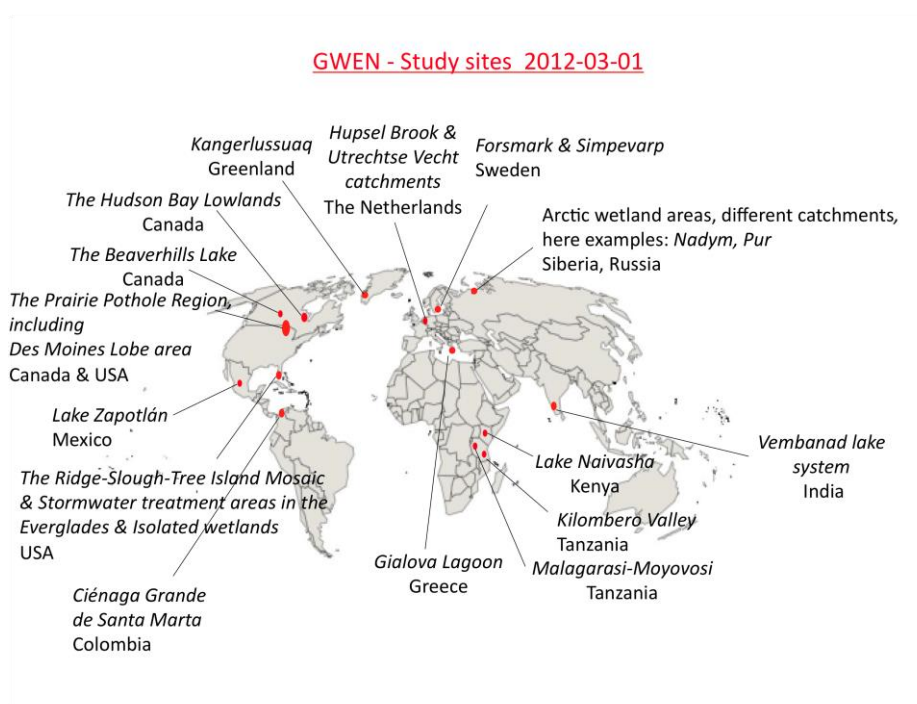 GWEN - Study sites 2012-03-01
Kangerlussuaq
Greenland
Hupsel Brook &
Utrechtse Vecht
catchments
The Netherlands
Forsmark & Simpevarp
Sweden
The Hudson Bay Lowlands
Canada
Arctic wetland areas, different catchments,
here examples: Nadym, Pur
Siberia, Russia
The Beaverhills Lake
Canada
The Prairie Pothole Region,
including
Des Moines Lobe area
Canada & USA
Lake Zapotlán
Mexico
The Ridge-Slough-Tree Island Mosaic
& Stormwater treatment areas in the
Everglades & Isolated wetlands
USA
Ciénaga Grande
de Santa Marta
Colombia
Gialova Lagoon
Greece
Lake Naivasha
Kenya
Kilombero Valley
Tanzania
Malagarasi-Moyovosi
Tanzania
Vembanad lake
system
India